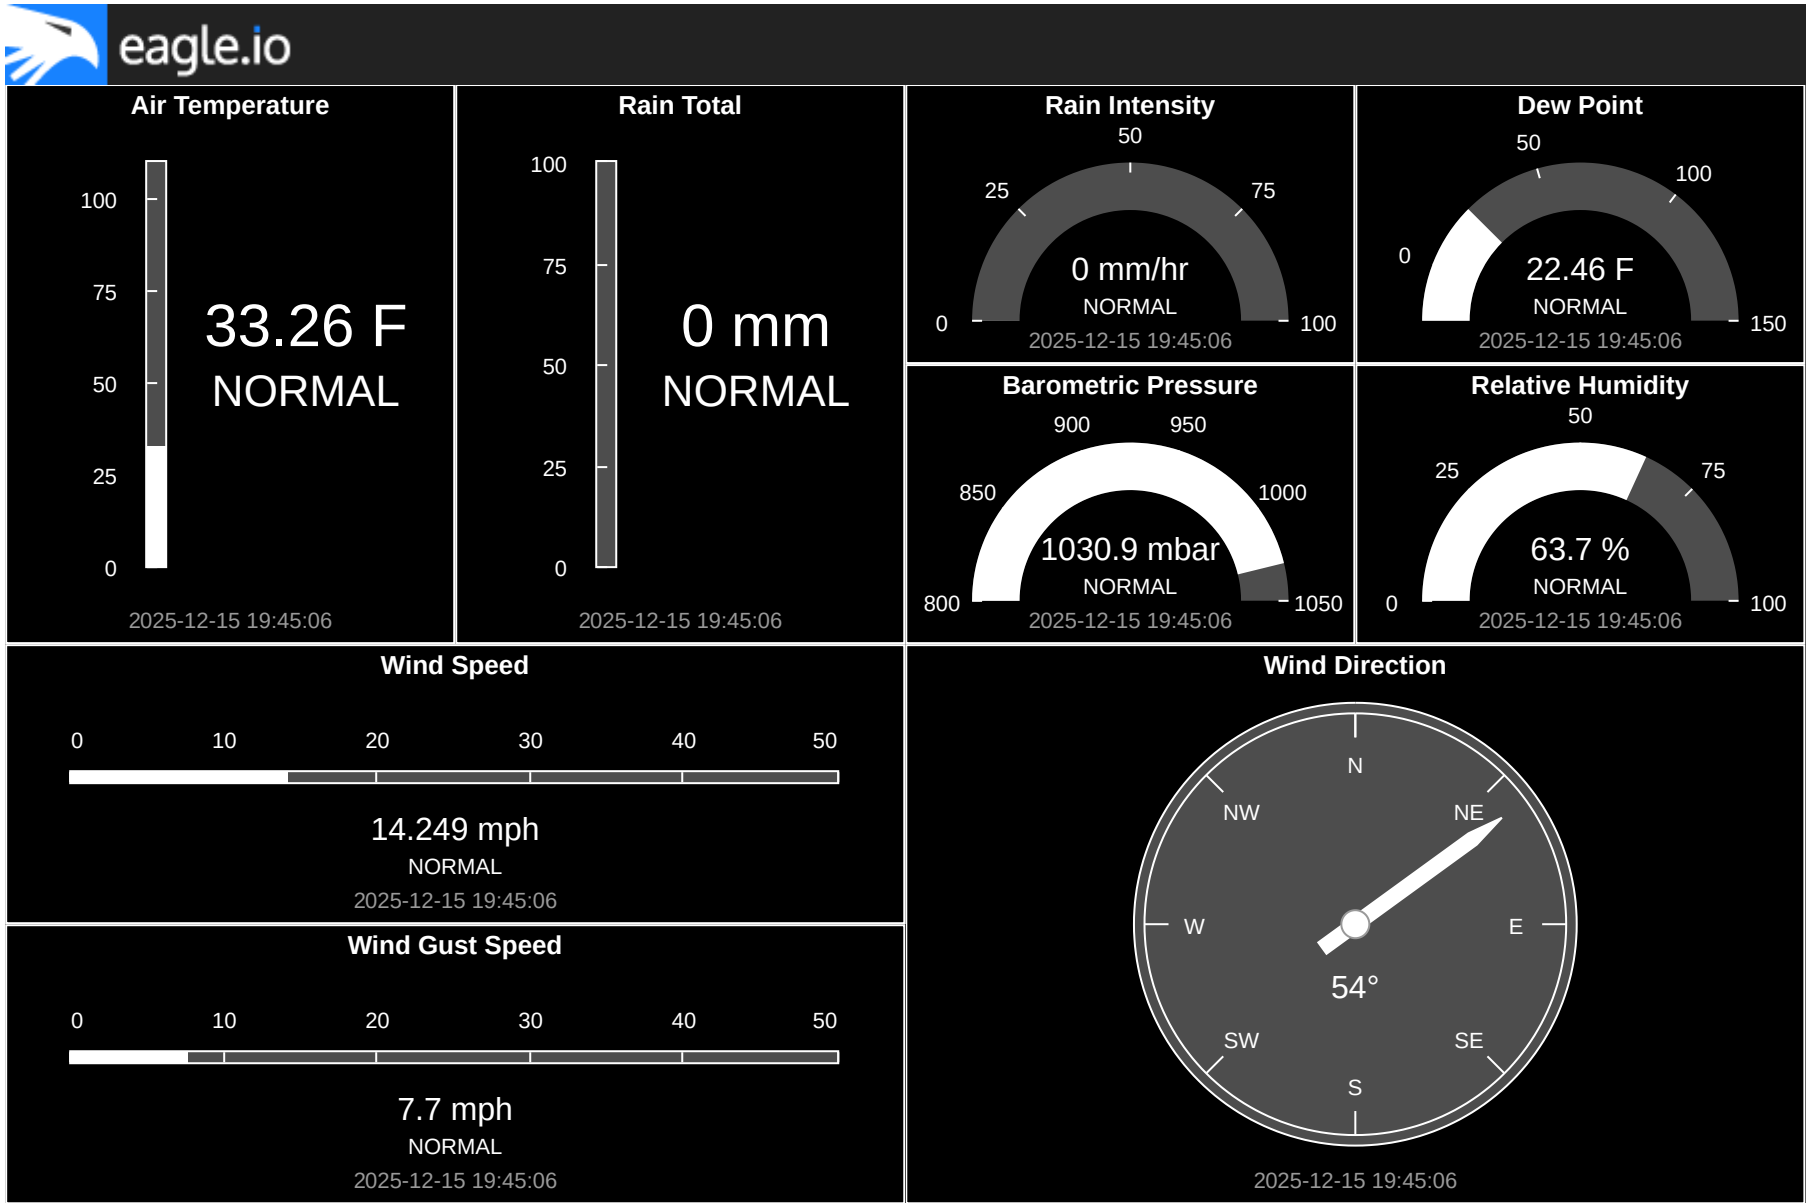 eagle.io
Air Temperature
100
75
50
25
0
33.26 F
NORMAL
2025-12-15 19:45:06
Rain Total
100
75
50
25
0
0 mm
NORMAL
2025-12-15 19:45:06
Rain Intensity
0
25
50
75
100
0 mm/hr
NORMAL
2025-12-15 19:45:06
Dew Point
0
50
100
150
22.46 F
NORMAL
2025-12-15 19:45:06
Barometric Pressure
800
850
900
950
1000
1050
1030.9 mbar
NORMAL
2025-12-15 19:45:06
Relative Humidity
0
25
50
75
100
63.7 %
NORMAL
2025-12-15 19:45:06
Wind Speed
0 10 20 30 40 50
14.249 mph
NORMAL
2025-12-15 19:45:06
Wind Gust Speed
0 10 20 30 40 50
7.7 mph
NORMAL
2025-12-15 19:45:06
Wind Direction
N
NW NE
W E
54°
SW SE
S
2025-12-15 19:45:06